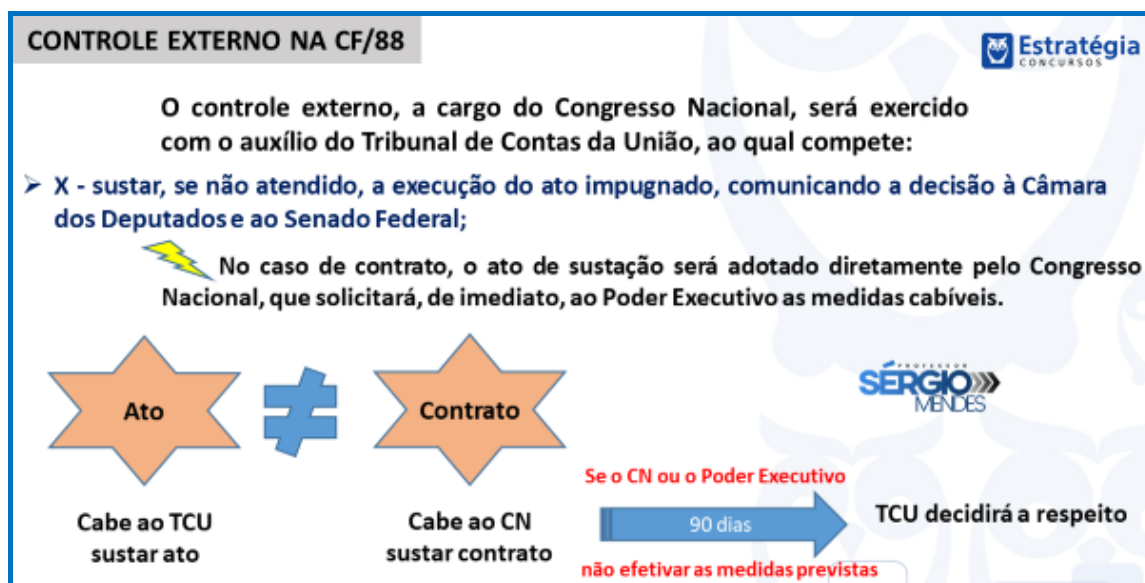 CONTROLE EXTERNO NA CF/88
Estratégia
CONCURSOS
O controle externo, a cargo do Congresso Nacional, será exercido
com o auxílio do Tribunal de Contas da União, ao qual compete:
➢ X - sustar, se não atendido, a execução do ato impugnado, comunicando a decisão à Câmara
dos Deputados e ao Senado Federal;
No caso de contrato, o ato de sustação será adotado diretamente pelo Congresso
Nacional, que solicitará, de imediato, ao Poder Executivo as medidas cabíveis.
PROFESSOR
SÉRGIO
MENDES
Ato
≠
Contrato
Cabe ao TCU
sustar ato
Cabe ao CN
sustar contrato
Se o CN ou o Poder Executivo
90 dias
não efetivar as medidas previstas
TCU decidirá a respeito